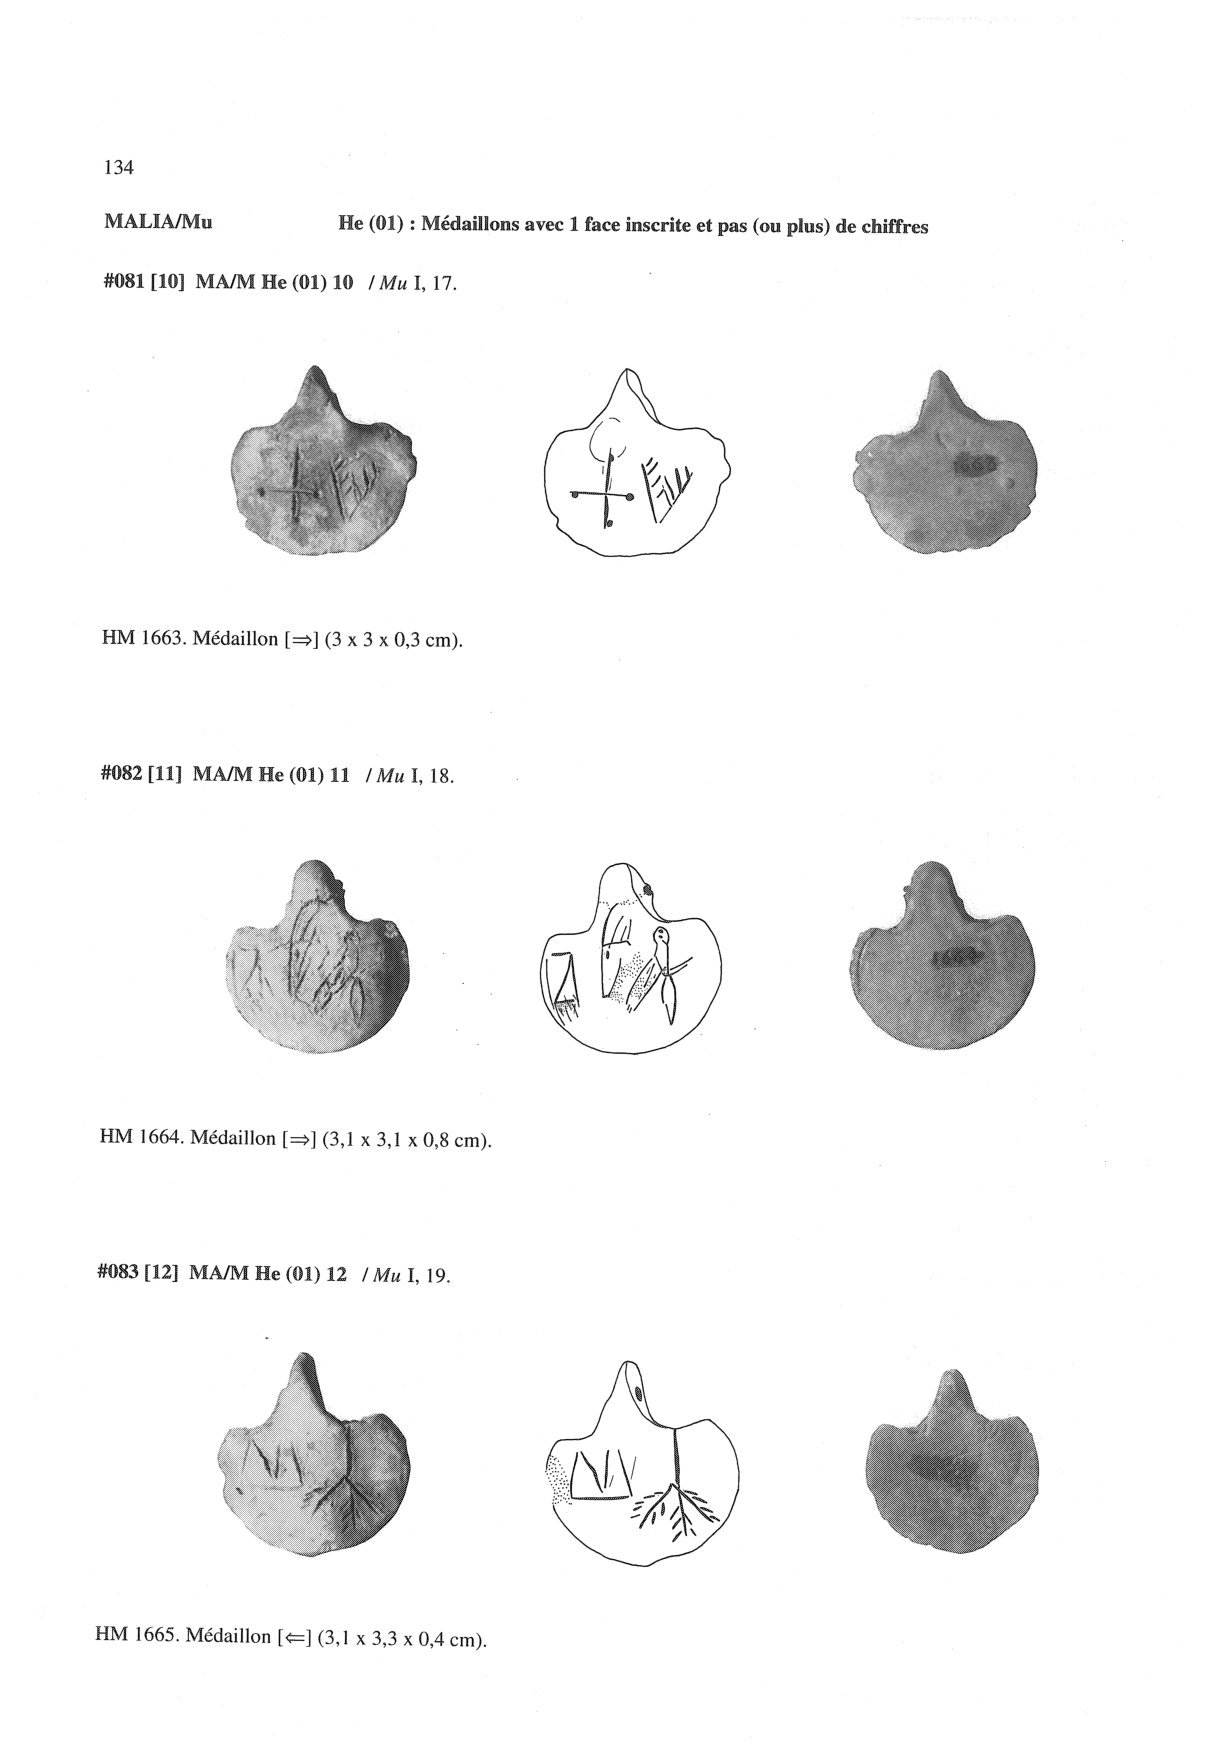 134
MALIA/Mu He (01) : Médaillons avec 1 face inscrite et pas (ou plus) de chiffres
#081 [10] MA/M He (01) 10 / Mu I, 17.
HM 1663. Médaillon [⇒] (3 x 3 x 0,3 cm).
#082 [11] MA/M He (01) 11 / Mu I, 18.
1664
HM 1664. Médaillon [⇒] (3,1 x 3,1 x 0,8 cm).
#083 [12] MA/M He (01) 12 / Mu I, 19.
HM 1665. Médaillon [⇐] (3,1 x 3,3 x 0,4 cm).